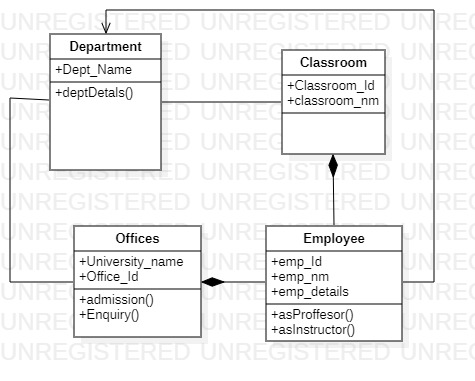 UNREGISTERED UNREGISTERED UNREGISTERED
Department
+Dept_Name
+deptDetals()
Classroom
+Classroom_Id
+classroom_nm
Offices
+University_name
+Office_Id
+admission()
+Enquiry()
Employee
+emp_Id
+emp_nm
+emp_details
+asProffesor()
+asInstructor()